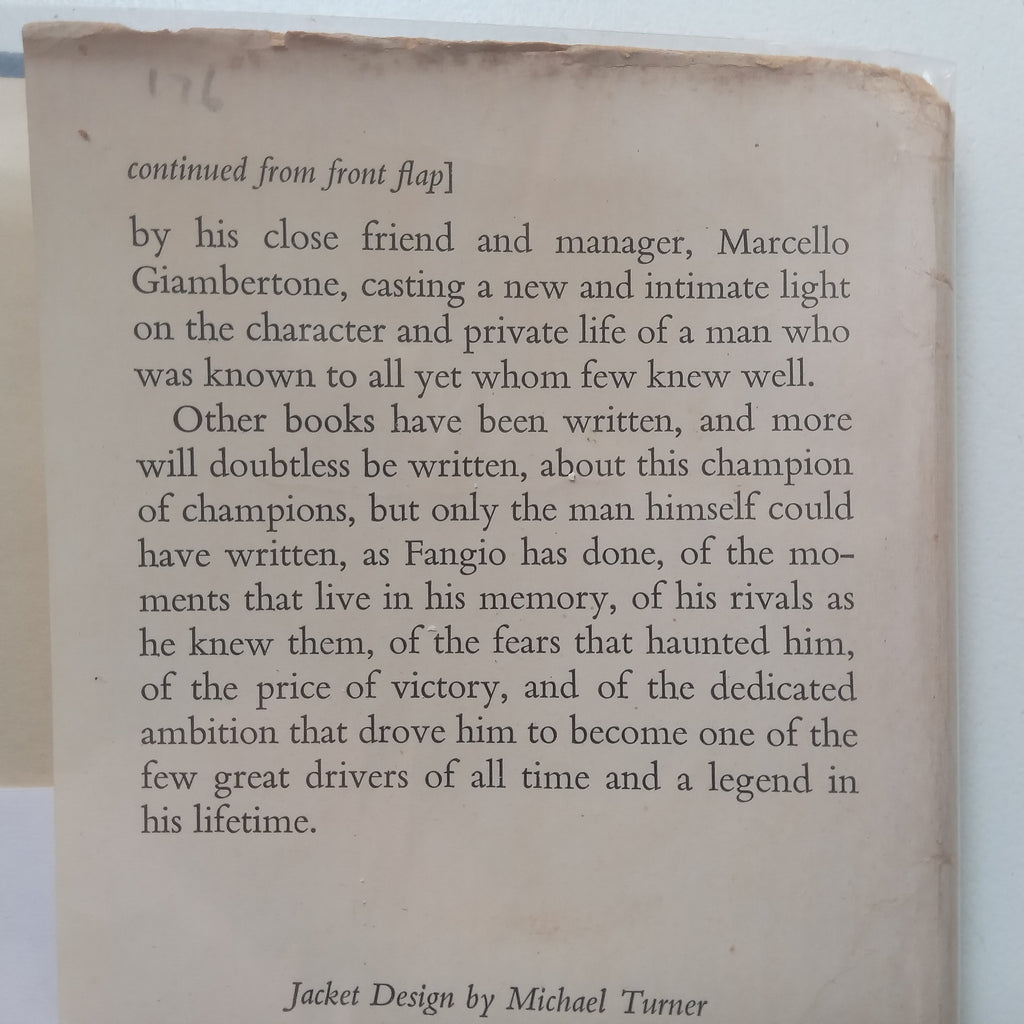 176
continued from front flap]
by his close friend and manager, Marcello
Giambertone, casting a new and intimate light
on the character and private life of a man who
was known to all yet whom few knew well.
Other books have been written, and more
will doubtless be written, about this champion
of champions, but only the man himself could
have written, as Fangio has done, of the mo-
ments that live in his memory, of his rivals as
he knew them, of the fears that haunted him,
of the price of victory, and of the dedicated
ambition that drove him to become one of the
few great drivers of all time and a legend in
his lifetime.
Jacket Design by Michael Turner